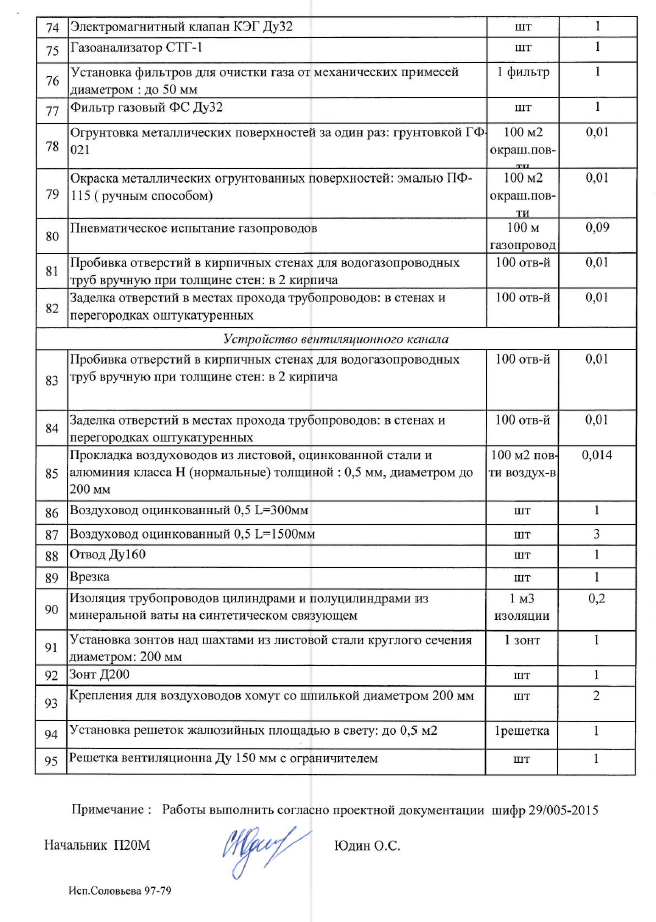 74 Электромагнитный клапан КЭГ Ду32 шт 1
75 Газоанализатор СТГ-1 шт 1
76 Установка фильтров для очистки газа от механических примесей 1 фильтр 1
диаметром : до 50 мм
77 Фильтр газовый ФС Ду32 шт 1
78 Огрунтовка металлических поверхностей за один раз: грунтовкой ГФ- 100 м2 0,01
021 окраш.пов-
ти
79 Окраска металлических огрунтованных поверхностей: эмалью ПФ- 100 м2 0,01
115 ( ручным способом) окраш.пов-
ти
80 Пневматическое испытание газопроводов 100 м 0,09
газопровод
81 Пробивка отверстий в кирпичных стенах для водогазопроводных 100 отв-й 0,01
труб вручную при толщине стен: в 2 кирпича
82 Заделка отверстий в местах прохода трубопроводов: в стенах и 100 отв-й 0,01
перегородках оштукатуренных
Устройство вентиляционного канала
83 Пробивка отверстий в кирпичных стенах для водогазопроводных 100 отв-й 0,01
труб вручную при толщине стен: в 2 кирпича
84 Заделка отверстий в местах прохода трубопроводов: в стенах и 100 отв-й 0,01
перегородках оштукатуренных
85 Прокладка воздуховодов из листовой, оцинкованной стали и 100 м2 пов- 0,014
алюминия класса Н (нормальные) толщиной : 0,5 мм, диаметром до ти воздух-в
200 мм
86 Воздуховод оцинкованный 0,5 L=300мм шт 1
87 Воздуховод оцинкованный 0,5 L=1500мм шт 3
88 Отвод Ду160 шт 1
89 Врезка шт 1
90 Изоляция трубопроводов цилиндрами и полуцилиндрами из 1 м3 0,2
минеральной ваты на синтетическом связующем изоляции
91 Установка зонтов над шахтами из листовой стали круглого сечения 1 зонт 1
диаметром: 200 мм
92 Зонт Д200 шт 1
93 Крепления для воздуховодов хомут со шпилькой диаметром 200 мм шт 2
94 Установка решеток жалюзийных площадью в свету: до 0,5 м2 1решетка 1
95 Решетка вентиляционна Ду 150 мм с ограничителем шт 1
Примечание : Работы выполнить согласно проектной документации шифр 29/005-2015
Начальник П20М Юдин О.С.
Исп.Соловьева 97-79